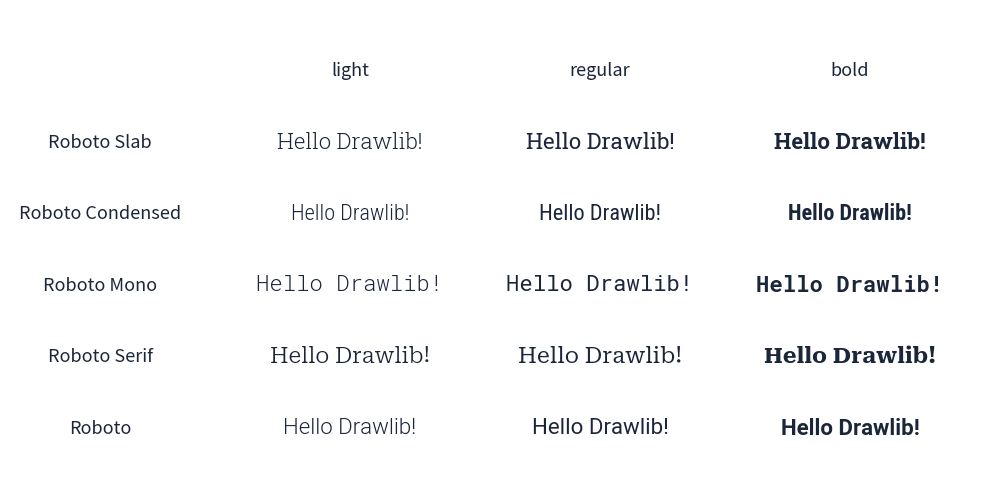 light regular bold
Roboto Slab Hello Drawlib! Hello Drawlib! Hello Drawlib!
Roboto Condensed Hello Drawlib! Hello Drawlib! Hello Drawlib!
Roboto Mono Hello Drawlib! Hello Drawlib! Hello Drawlib!
Roboto Serif Hello Drawlib! Hello Drawlib! Hello Drawlib!
Roboto Hello Drawlib! Hello Drawlib! Hello Drawlib!